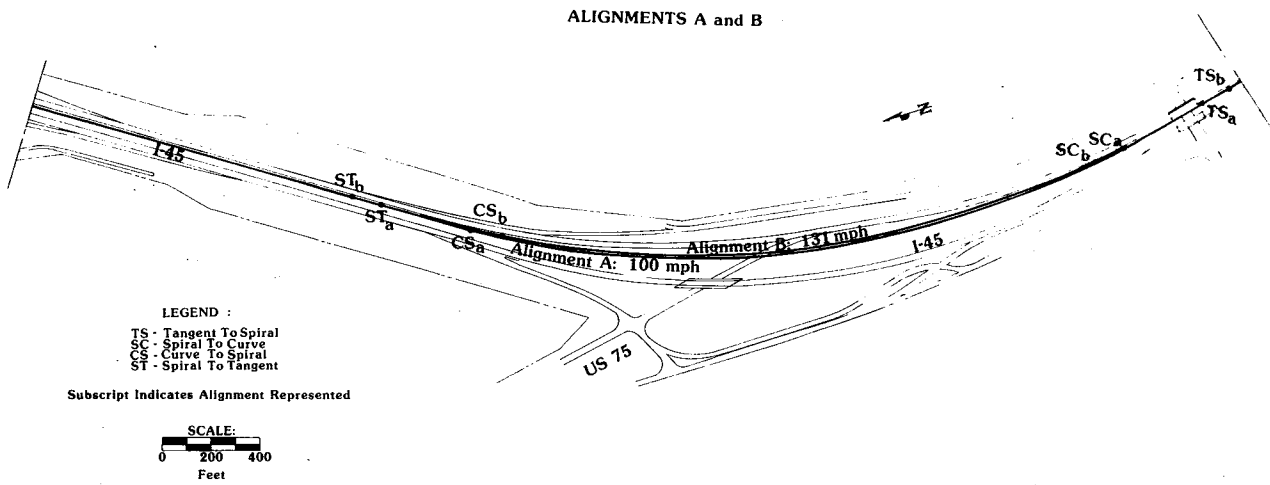 ALIGNMENTS A and B
TSb
TSa
N
SCa
SCb
I-45
STb
STa
CSb
CSa
Alignment B: 131 mph
I-45
Alignment A: 100 mph
US 75
LEGEND :
TS - Tangent To Spiral
SC - Spiral To Curve
CS - Curve To Spiral
ST - Spiral To Tangent
Subscript Indicates Alignment Represented
SCALE:
0 200 400
Feet